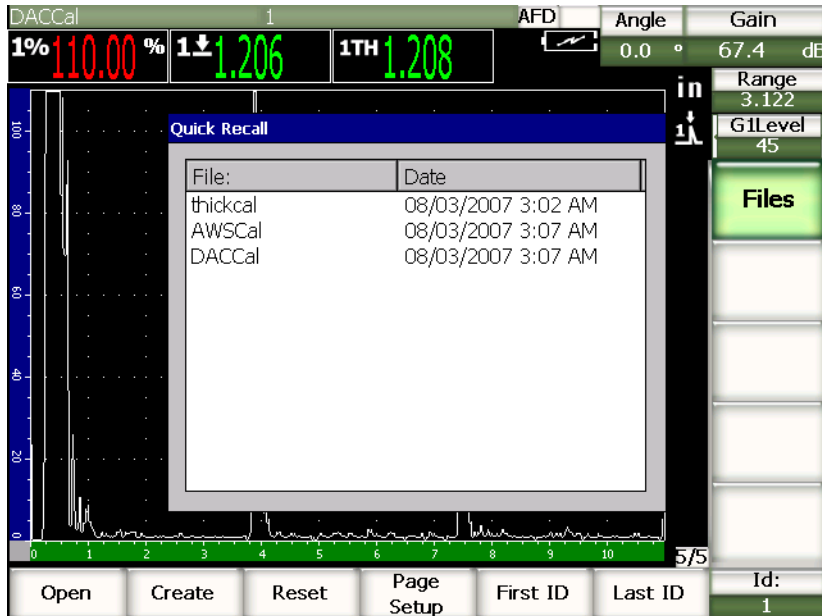 DACCal 1 AFD Angle Gain
1% 110.00 % 1 1.206 1TH 1.208 0.0 ° 67.4 dB
in
Range
3.122
G1Level
45
Files
Quick Recall
File: Date
thickcal 08/03/2007 3:02 AM
AWSCal 08/03/2007 3:07 AM
DACCal 08/03/2007 3:07 AM
100
80
60
40
20
0
0 1 2 3 4 5 6 7 8 9 10
5/5
1
Open Create Reset Page Setup First ID Last ID
Id:
1